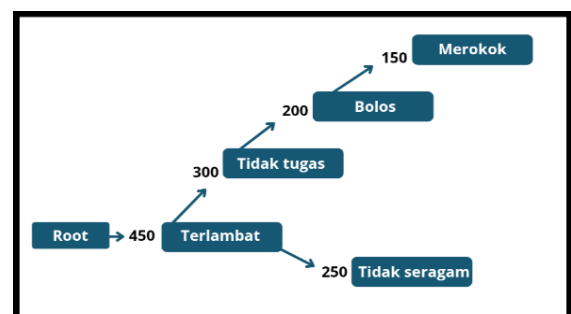 150 Merokok
200 Bolos
300 Tidak tugas
Root 450 Terlambat
250 Tidak seragam